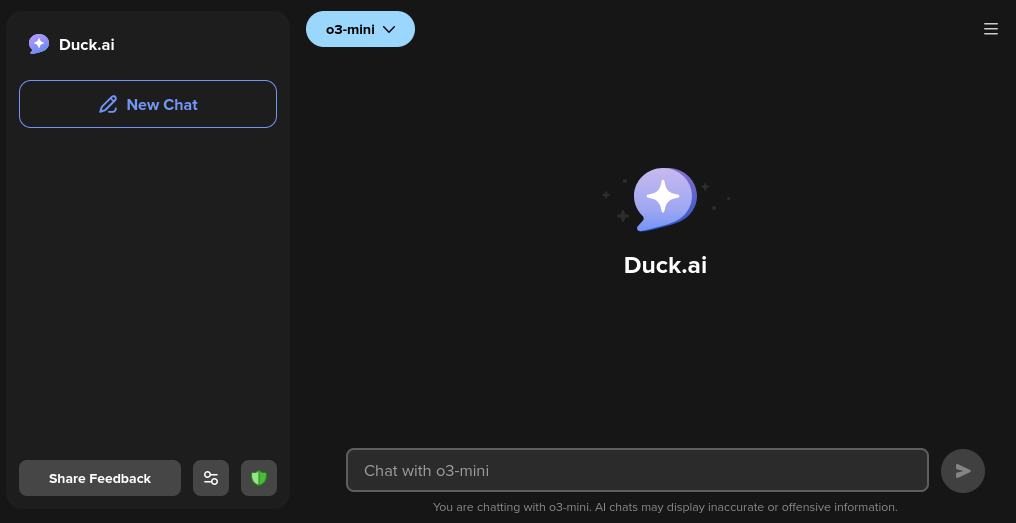 Duck.ai
New Chat
Share Feedback
o3-mini
Duck.ai
Chat with o3-mini
You are chatting with o3-mini. AI chats may display inaccurate or offensive information.